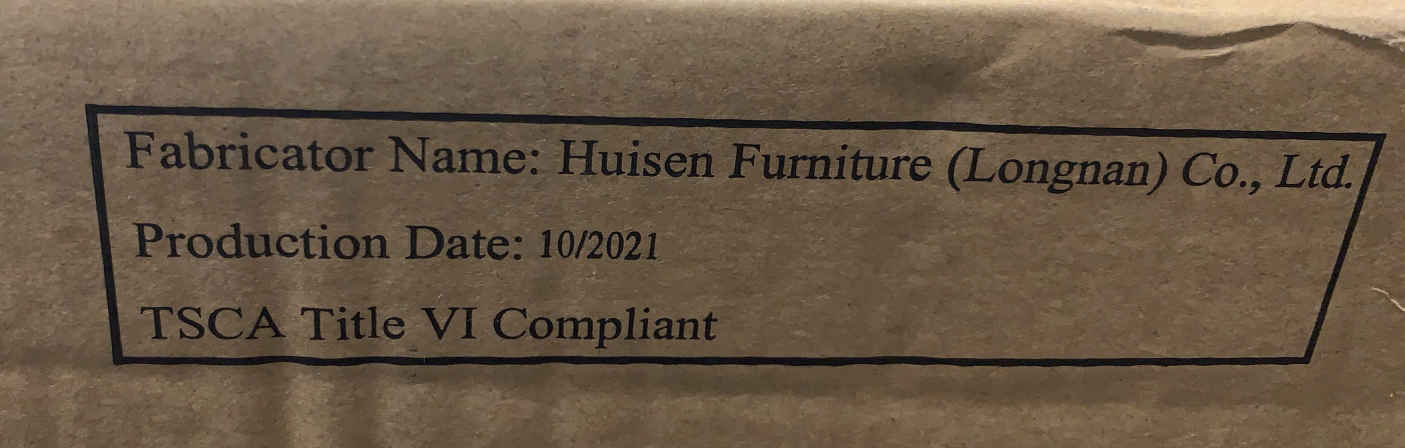 Fabricator Name: Huisen Furniture (Longnan) Co., Ltd.
Production Date: 10/2021
TSCA Title VI Compliant